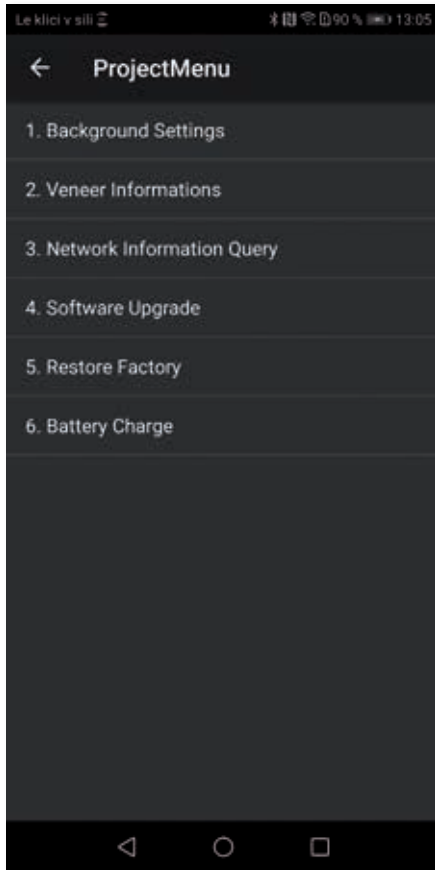 Le klici v sili 90 % 13:05
ProjectMenu
1. Background Settings
2. Veneer Informations
3. Network Information Query
4. Software Upgrade
5. Restore Factory
6. Battery Charge